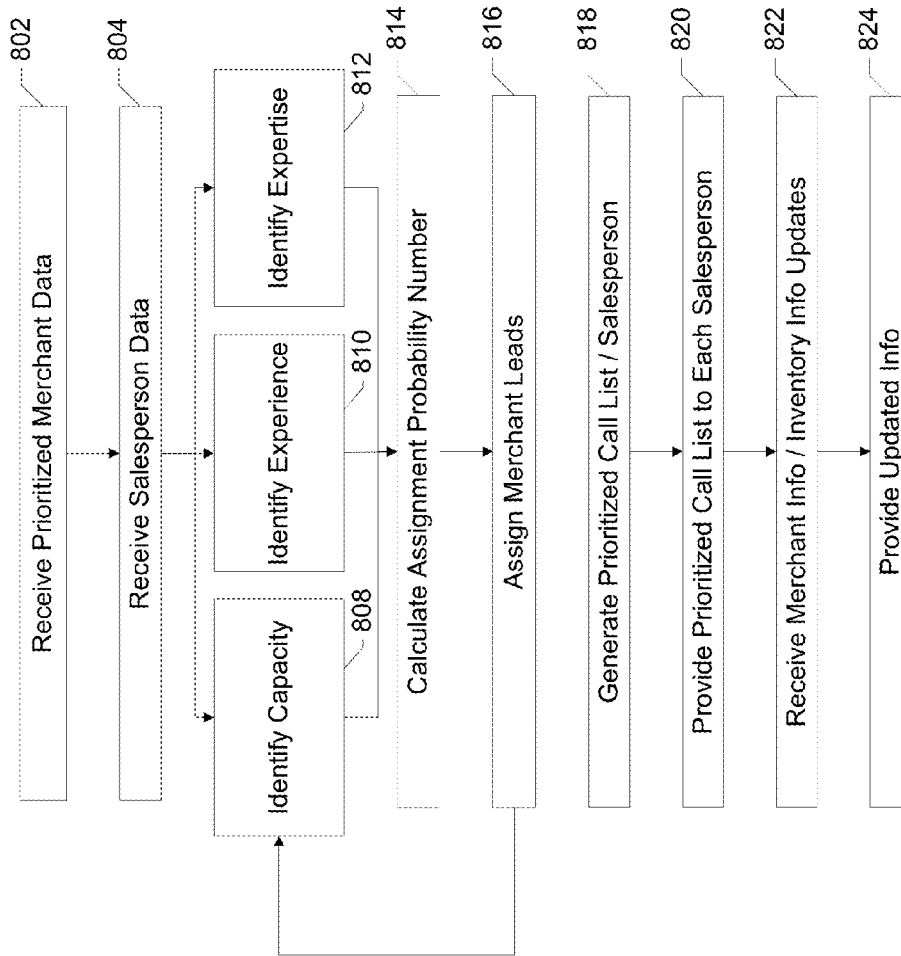 Receive Prioritized Merchant Data
802
Receive Salesperson Data
804
Identify Capacity
808
Identify Experience
810
Identify Expertise
812
Calculate Assignment Probability Number
814
Assign Merchant Leads
816
Generate Prioritized Call List / Salesperson
818
Provide Prioritized Call List to Each Salesperson
820
Receive Merchant Info / Inventory Info Updates
822
Provide Updated Info
824